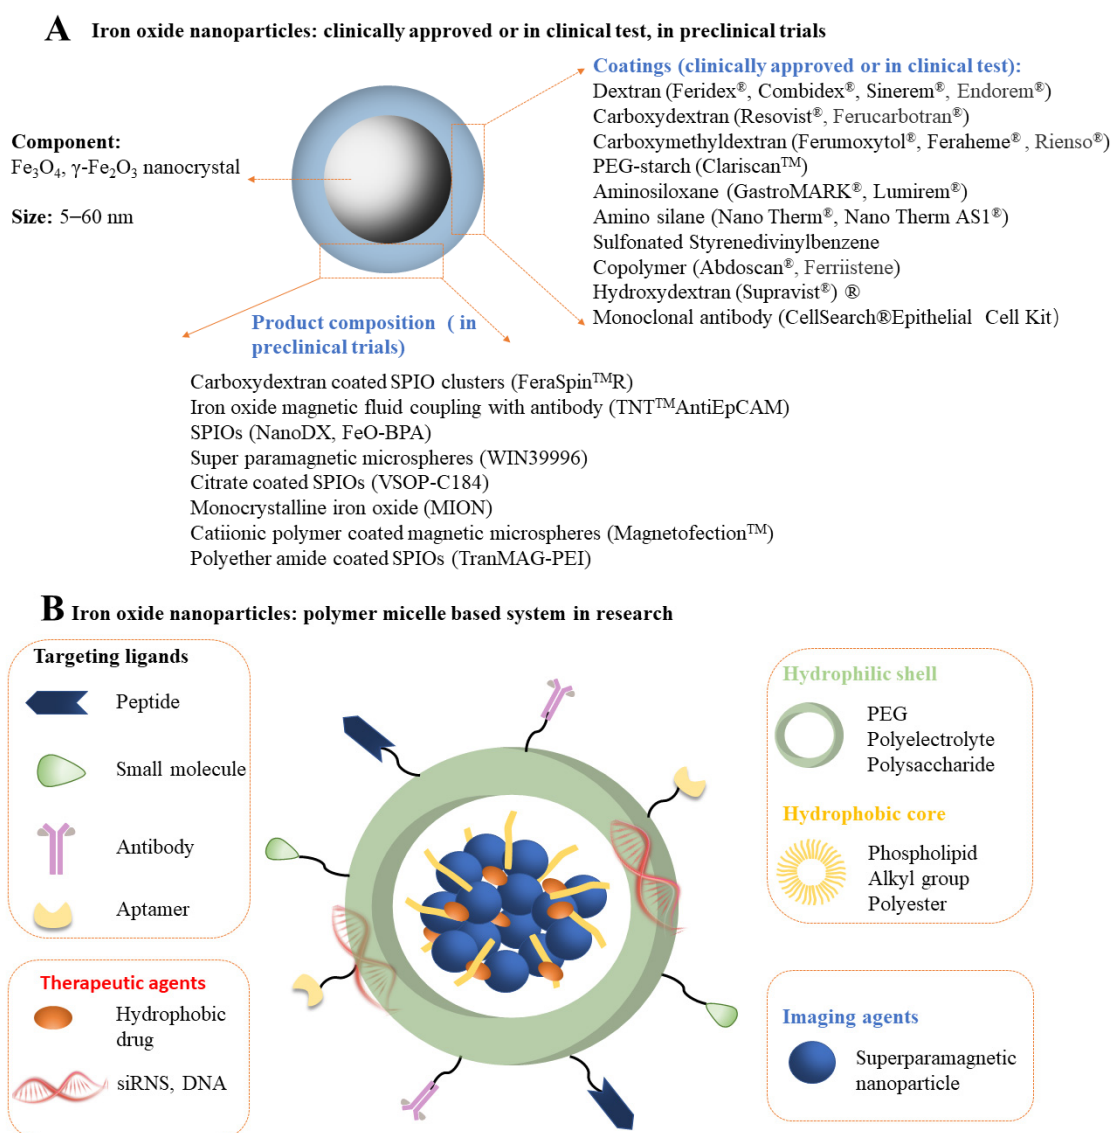 A Iron oxide nanoparticles: clinically approved or in clinical test, in preclinical trials
Component:
Fe₃O₄, γ-Fe₂O₃ nanocrystal
Size: 5–60 nm
Coatings (clinically approved or in clinical test):
Dextran (Feridex®, Combidex®, Sinerem®, Endorem®)
Carboxydextran (Resovist®, Ferucarbotran®)
Carboxymethyldextran (Ferumoxytol®, Feraheme® , Rienso®)
PEG-starch (Clariscan™)
Aminosiloxane (GastroMARK®, Lumirem®)
Amino silane (Nano Therm®, Nano Therm AS1®)
Sulfonated Styrenedivinylbenzene
Copolymer (Abdoscan®, Ferriistene)
Hydroxydextran (Supravist®) ®
Monoclonal antibody (CellSearch®Epithelial Cell Kit)
Product composition ( in
preclinical trials)
Carboxydextran coated SPIO clusters (FeraSpin™R)
Iron oxide magnetic fluid coupling with antibody (TNT™AntiEpCAM)
SPIOs (NanoDX, FeO-BPA)
Super paramagnetic microspheres (WIN39996)
Citrate coated SPIOs (VSOP-C184)
Monocrystalline iron oxide (MION)
Catiionic polymer coated magnetic microspheres (Magnetofection™)
Polyether amide coated SPIOs (TranMAG-PEI)
B Iron oxide nanoparticles: polymer micelle based system in research
Targeting ligands
Peptide
Small molecule
Antibody
Aptamer
Therapeutic agents
Hydrophobic
drug
siRNS, DNA
Hydrophilic shell
PEG
Polyelectrolyte
Polysaccharide
Hydrophobic core
Phospholipid
Alkyl group
Polyester
Imaging agents
Superparamagnetic
nanoparticle